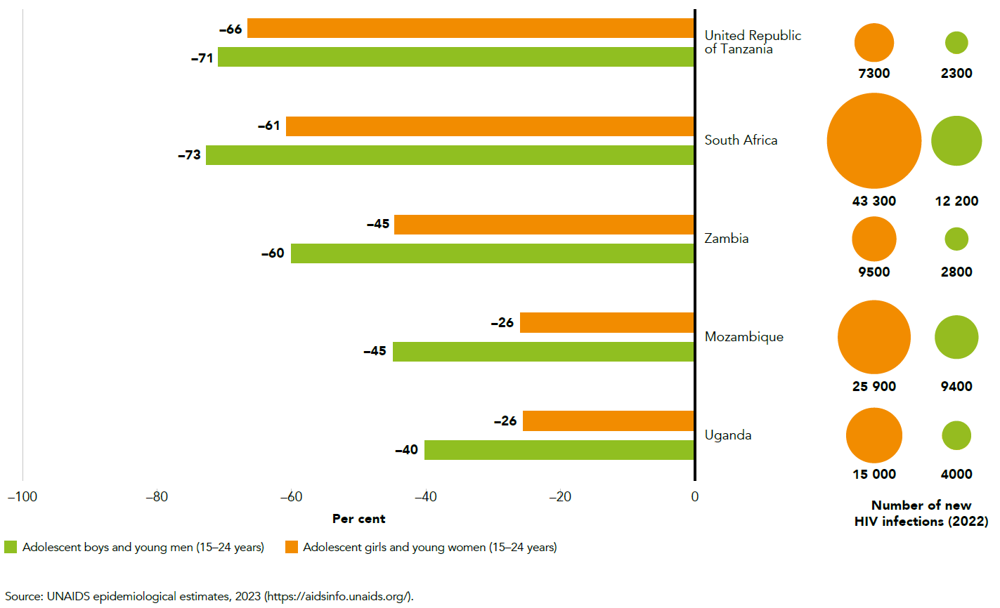 –66
United Republic
of Tanzania
–71
7300
2300
–61
South Africa
–73
43 300
12 200
–45
Zambia
–60
9500
2800
–26
Mozambique
–45
25 900
9400
–26
Uganda
–40
15 000
4000
–100
–80
–60
–40
–20
0
Per cent
Number of new
HIV infections (2022)
Adolescent boys and young men (15–24 years)
Adolescent girls and young women (15–24 years)
Source: UNAIDS epidemiological estimates, 2023 (https://aidsinfo.unaids.org/).